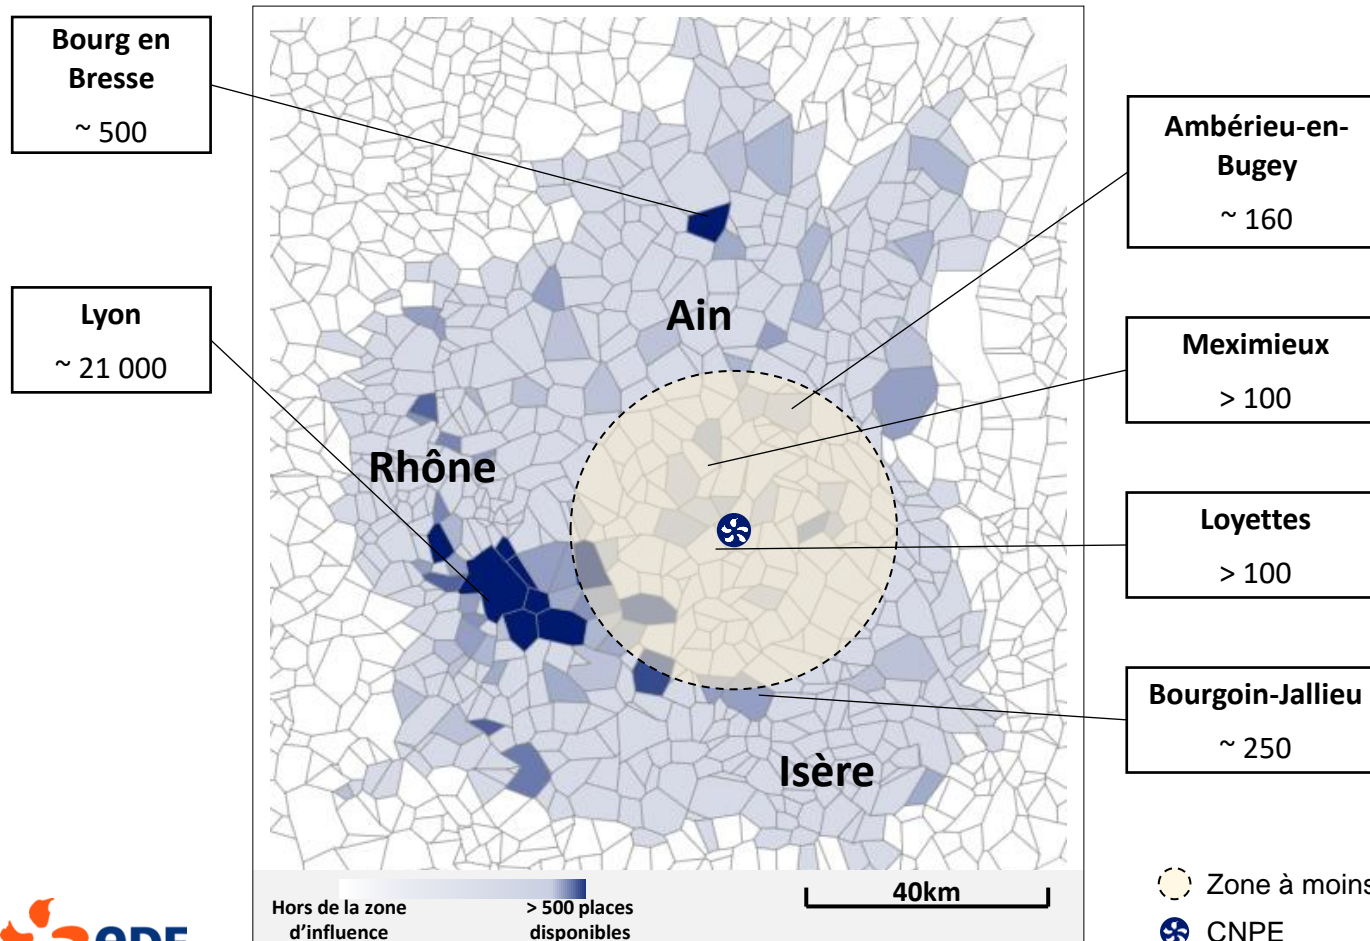 Bourg en
Bresse
~ 500
Lyon
~ 21 000
Ain
Rhône
Isère
Ambérieu-en-
Bugey
~ 160
Meximieux
> 100
Loyettes
> 100
Bourgoin-Jallieu
~ 250
Hors de la zone
d'influence
> 500 places
disponibles
40km
Zone à moins
CNPE
eDF